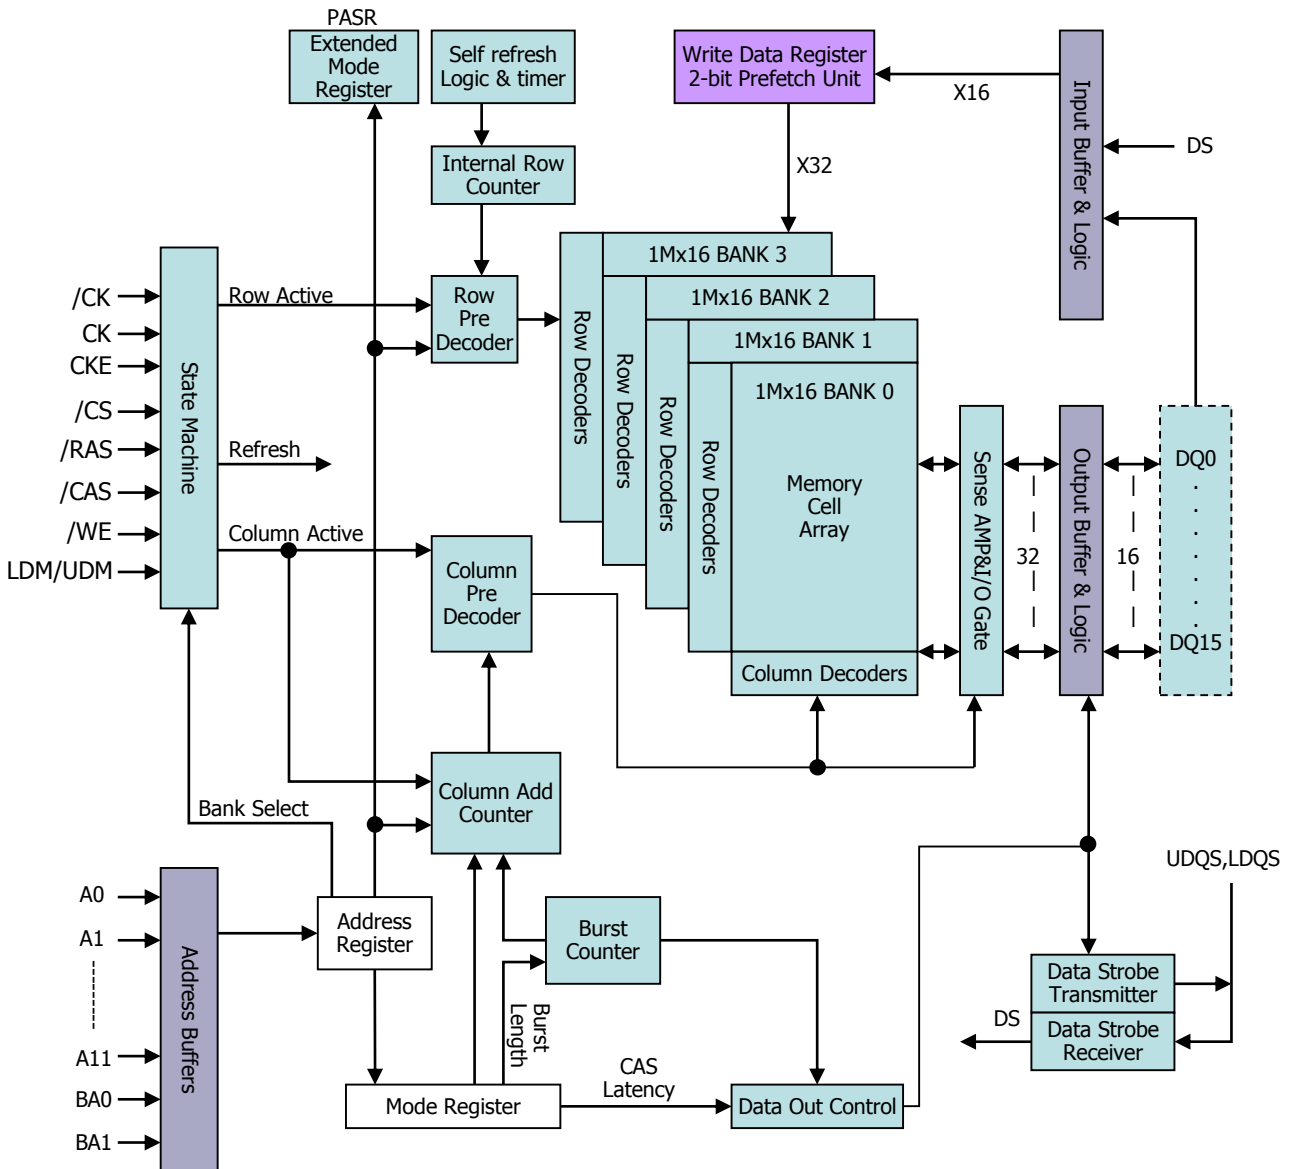 PASR
Extended
Mode
Register
Self refresh
Logic & timer
Write Data Register
2-bit Prefetch Unit
X16
Input Buffer & Logic
DS
Internal Row
Counter
X32
1Mx16 BANK 3
1Mx16 BANK 2
1Mx16 BANK 1
1Mx16 BANK 0
Row Decoders
Row Decoders
Row Decoders
Row Decoders
Memory
Cell
Array
Column Decoders
/CK
CK
CKE
/CS
/RAS
/CAS
/WE
LDM/UDM
State Machine
Row Active
Refresh
Column Active
Row
Pre
Decoder
Column
Pre
Decoder
Sense AMP&I/O Gate
32
Output Buffer & Logic
16
DQ0
DQ15
Bank Select
Column Add
Counter
A0
A1
A11
BA0
BA1
Address Buffers
Address
Register
Burst
Counter
Burst
Length
Mode Register
CAS
Latency
Data Out Control
UDQS,LDQS
Data Strobe
Transmitter
Data Strobe
Receiver
DS